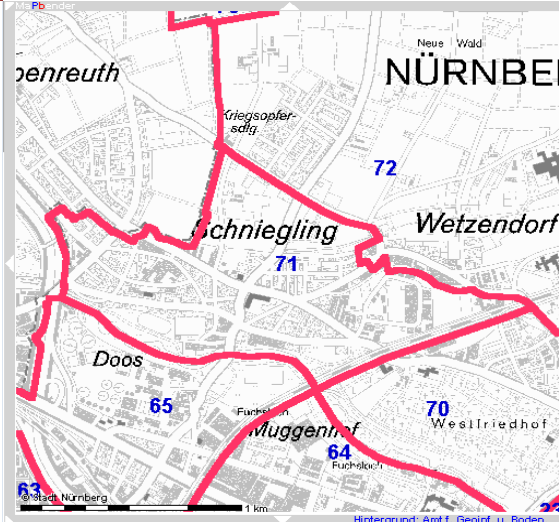 MaPbender
Neue Wald
NÜRNBE
penreuth
Kriegsopfer-
sdlg.
72
Schniegling
Wetzendorf
71
Doos
65
70
Fuchsloch
Westfriedhof
Muggenhof
64
Fuchsloch
63
© Stadt Nürnberg
1 km
Hintergrund: Amt f. Geoinf. u. Boden